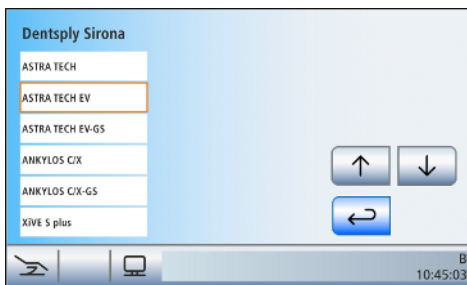 Dentsply Sirona
ASTRA TECH
ASTRA TECH EV
ASTRA TECH EV-GS
ANKYLOS C/X
ANKYLOS C/X-GS
XiVE S plus
B
10:45:03